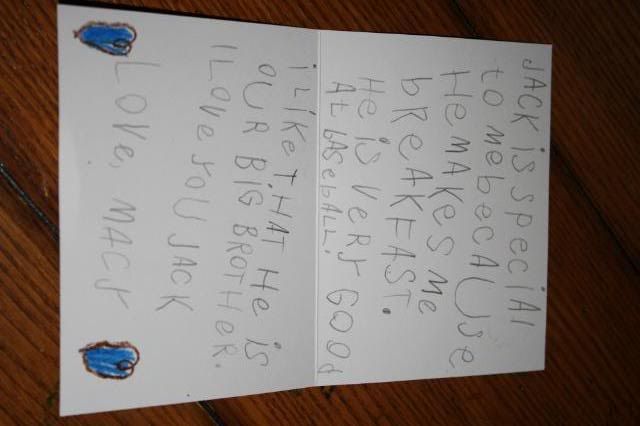 JACK is speciAl
to me because
He mAKes me
bReAKFAST.
He is veRy GOOd
At bAsebALL.
i LiKe THAT He is
OUR BiG BROTHeR.
I LOve yOU JACK
LOve, MACy